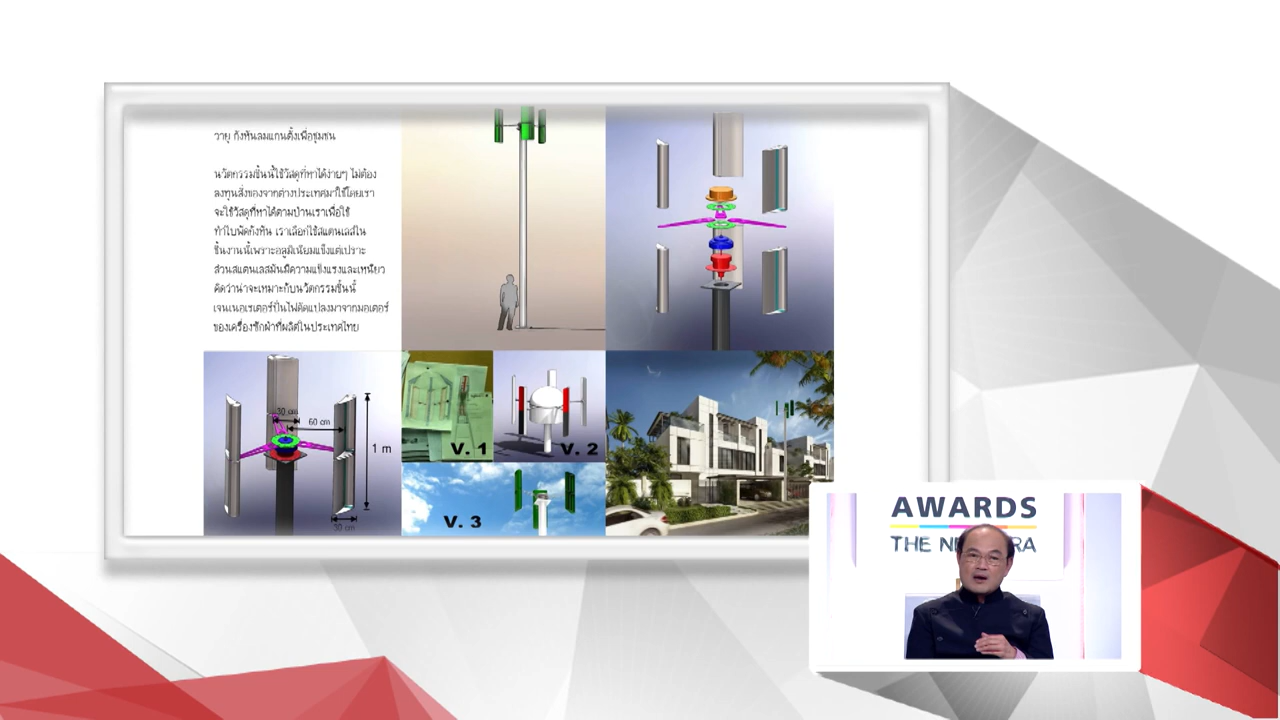 วายุ กังหันลมแกนตั้งเพื่อชุมชน
นวัตกรรมชิ้นนี้ใช้วัสดุที่หาได้ง่ายๆ ไม่ต้อง
ลงทุนสั่งของจากต่างประเทศมาใช้โดยเรา
จะใช้วัสดุที่หาได้ตามบ้านเราเพื่อใช้
ทำใบพัดกังหัน เราเลือกใช้สแตนเลสใน
ชิ้นงานนี้เพราะอลูมิเนียมแข็งแต่เปราะ
ส่วนสแตนเลสมันมีความแข็งแรงและเหนียว
คิดว่าน่าจะเหมาะกับนวัตกรรมชิ้นนี้
เจนเนอเรเตอร์ปั่นไฟดัดแปลงมาจากมอเตอร์
ของเครื่องซักผ้าที่ผลิตในประเทศไทย
30 cm
60 cm
1 m
30 cm
V. 1
V. 2
V. 3
AWARDS
THE N RA